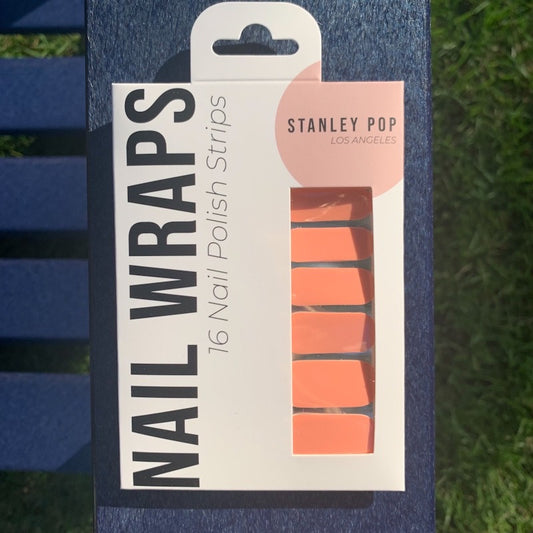 NAIL WRAPS
16 Nail Polish Strips
STANLEY POP
LOS ANGELES